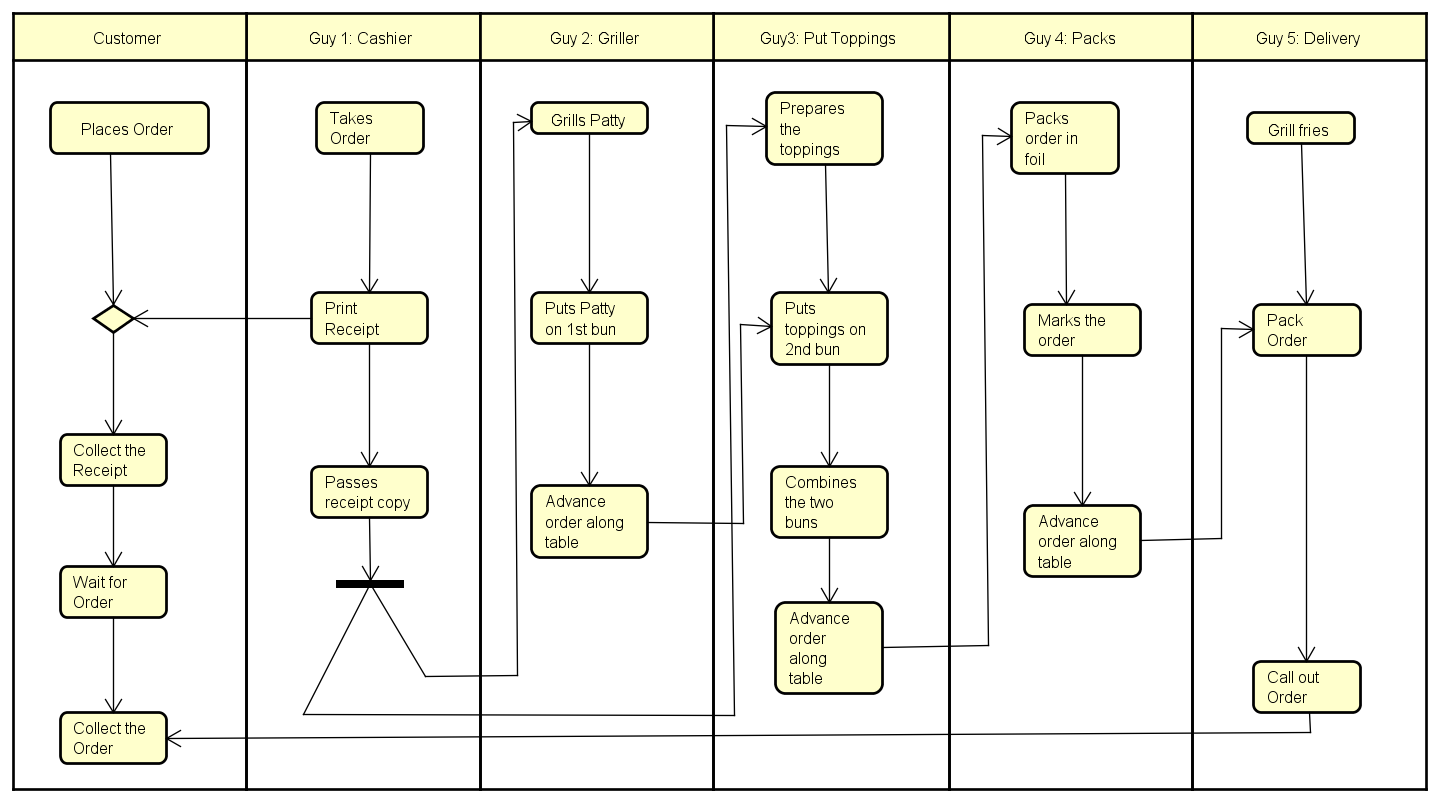 Customer
Guy 1: Cashier
Guy 2: Griller
Guy3: Put Toppings
Guy 4: Packs
Guy 5: Delivery
Places Order
Collect the
Receipt
Wait for
Order
Collect the
Order
Takes
Order
Print
Receipt
Passes
receipt copy
Grills Patty
Puts Patty
on 1st bun
Advance
order along
table
Prepares
the
toppings
Puts
toppings on
2nd bun
Combines
the two
buns
Advance
order
along
table
Packs
order in
foil
Marks the
order
Advance
order along
table
Grill fries
Pack
Order
Call out
Order